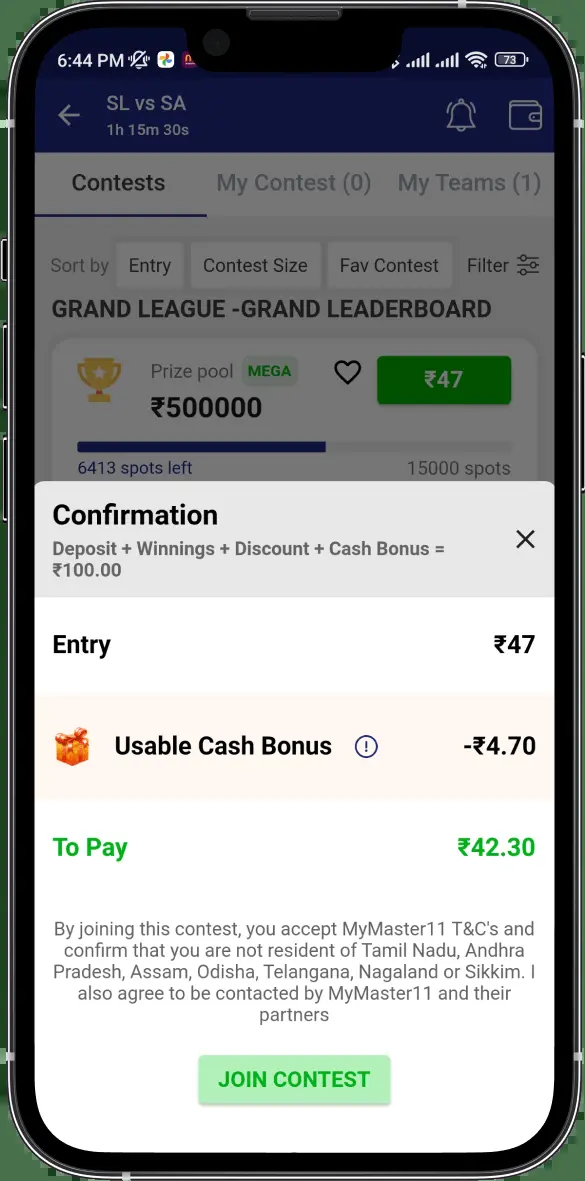 6:44 PM
73
SL vs SA
1h 15m 30s
Contests
My Contest (0)
My Teams (1)
Sort by
Entry
Contest Size
Fav Contest
Filter
GRAND LEAGUE -GRAND LEADERBOARD
Prize pool MEGA
₹47
₹500000
6413 spots left
15000 spots
Confirmation
Deposit + Winnings + Discount + Cash Bonus =
₹100.00
Entry ₹47
Usable Cash Bonus -₹4.70
To Pay ₹42.30
By joining this contest, you accept MyMaster11 T&C's and
confirm that you are not resident of Tamil Nadu, Andhra
Pradesh, Assam, Odisha, Telangana, Nagaland or Sikkim. I
also agree to be contacted by MyMaster11 and their
partners
JOIN CONTEST